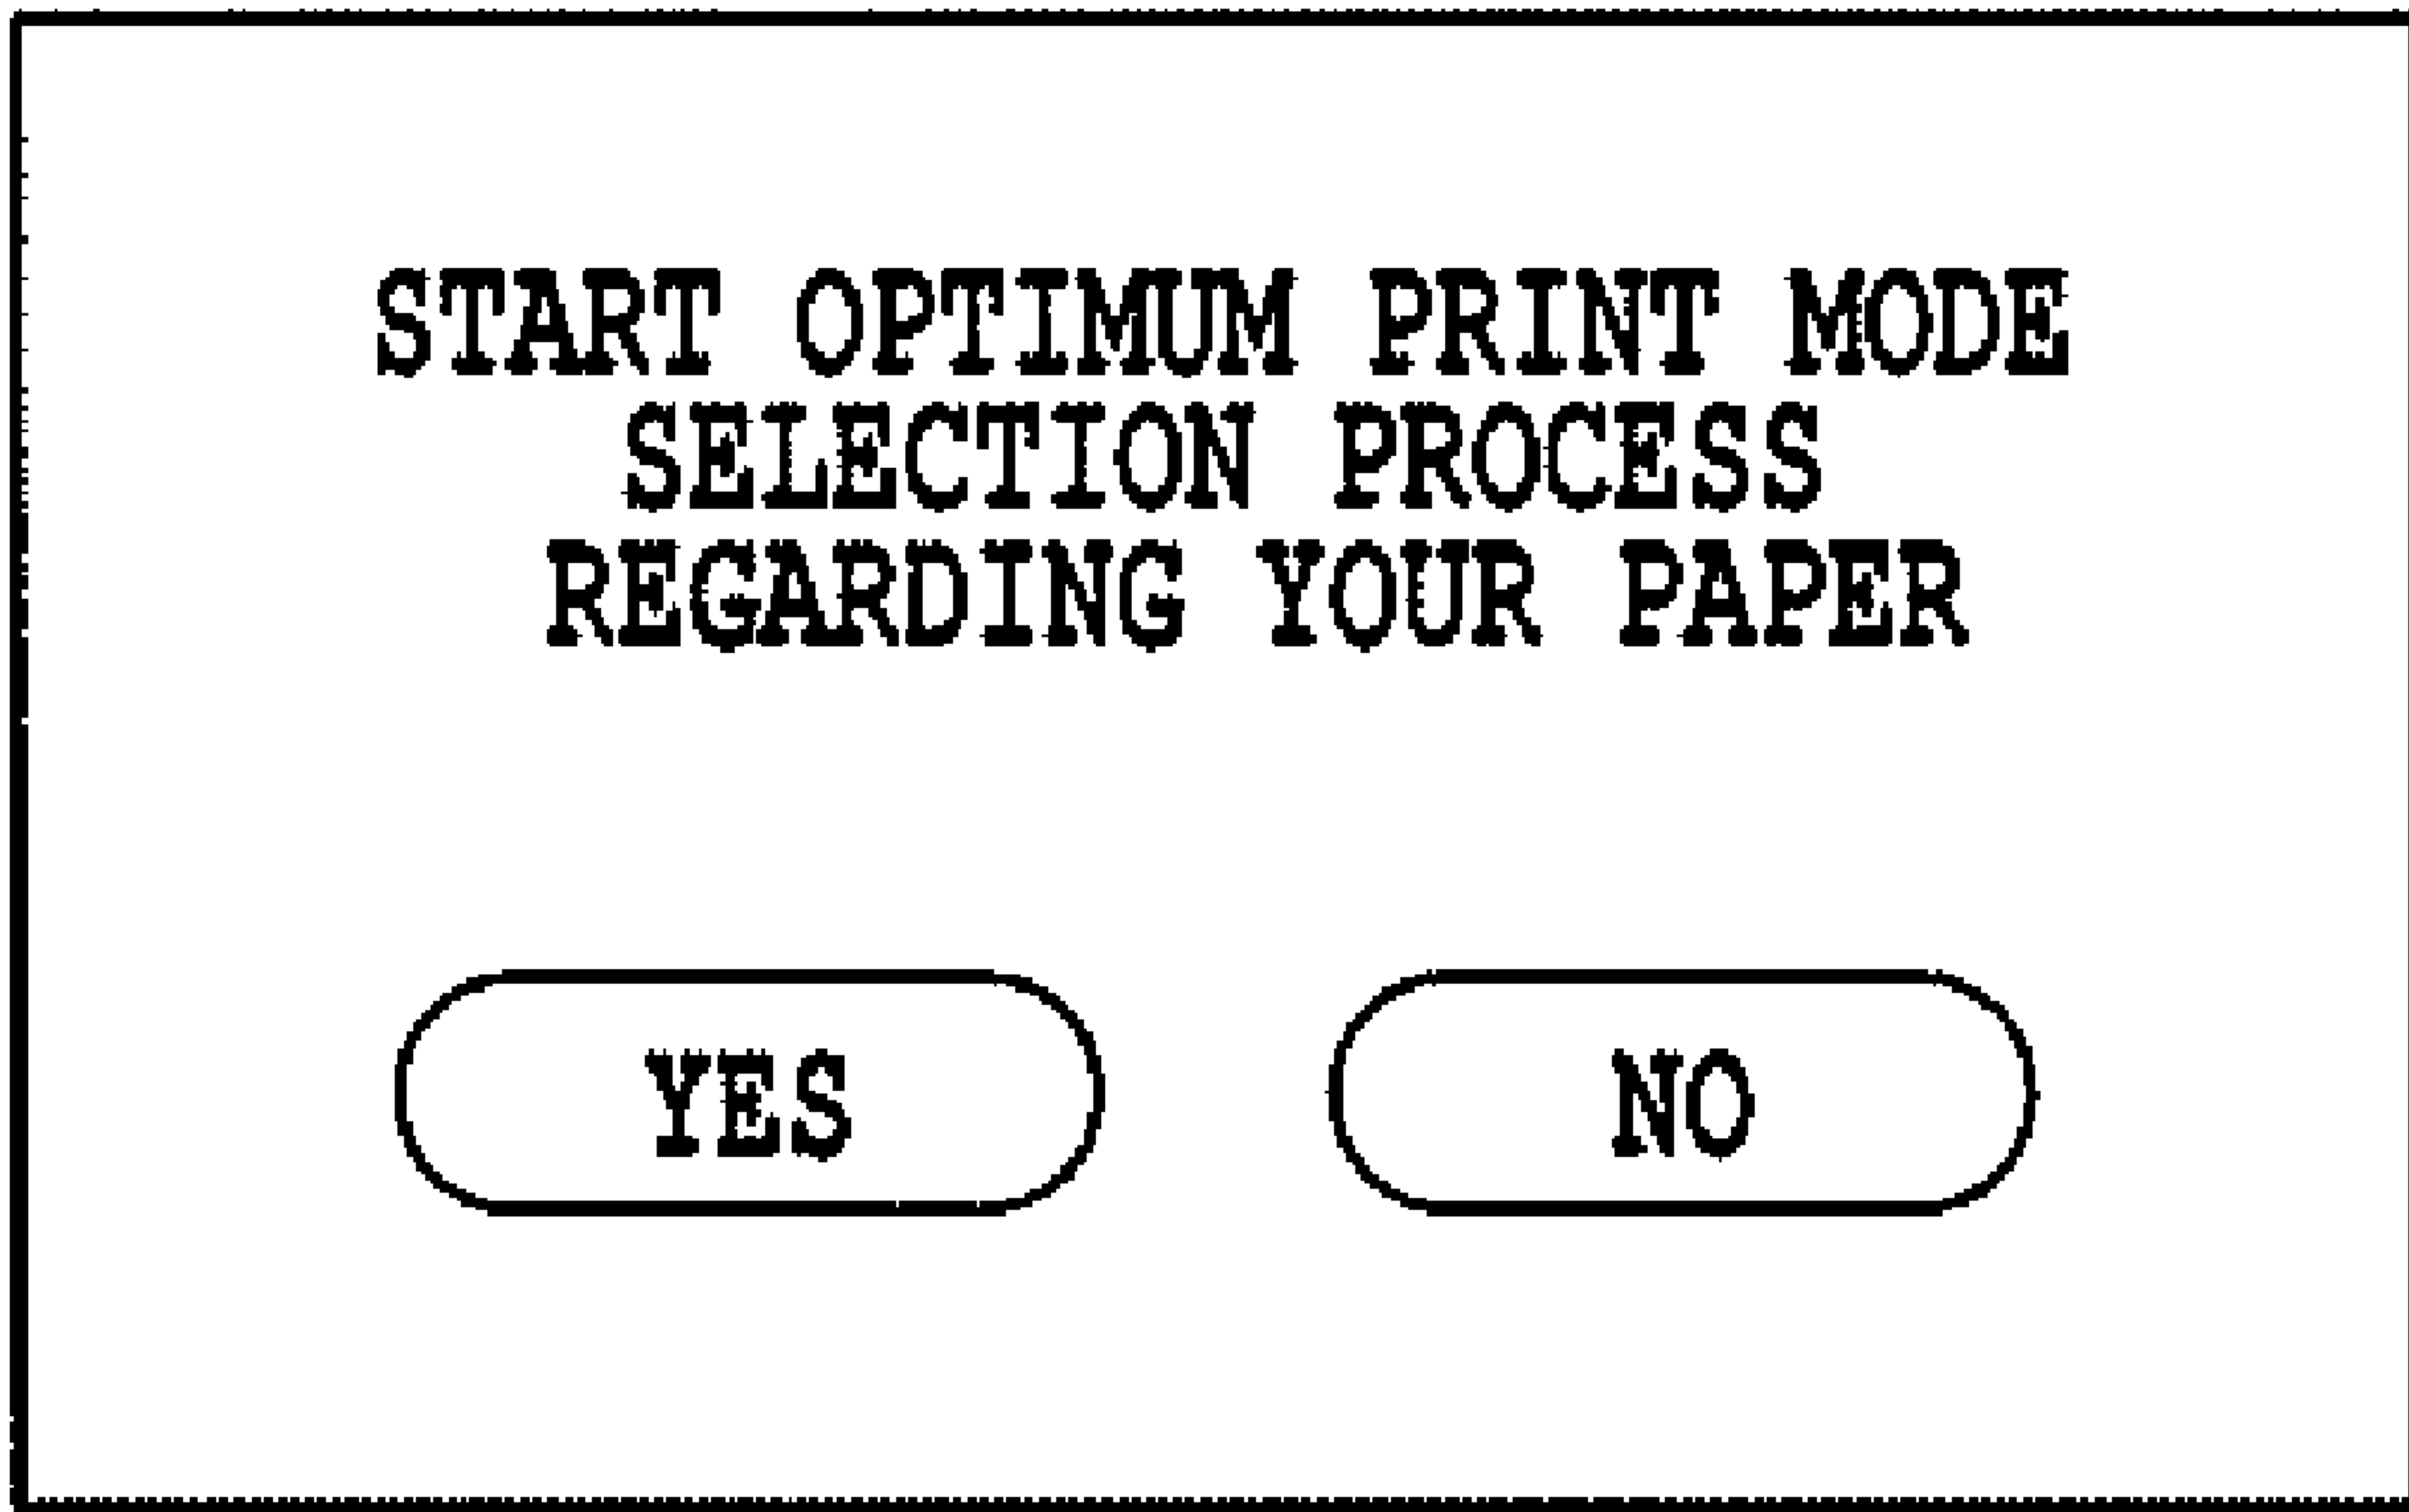 START OPTIMUM PRINT MODE
SELECTION PROCESS
REGARDING YOUR PAPER
YES
NO